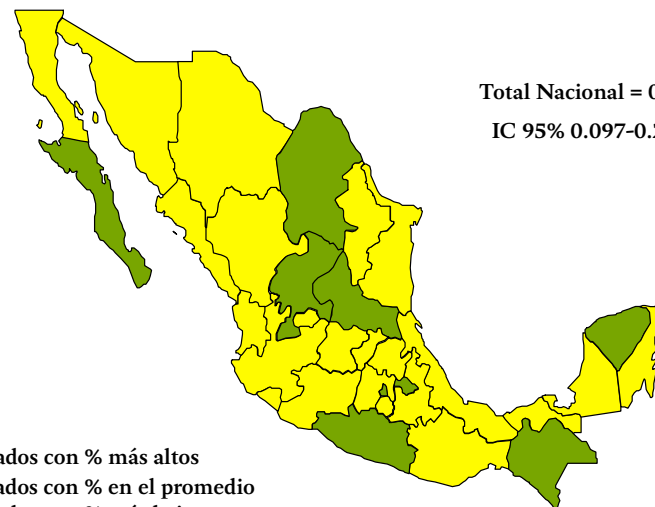 Total Nacional = 0
IC 95% 0.097-0.
ados con % más altos
ados con % en el promedio